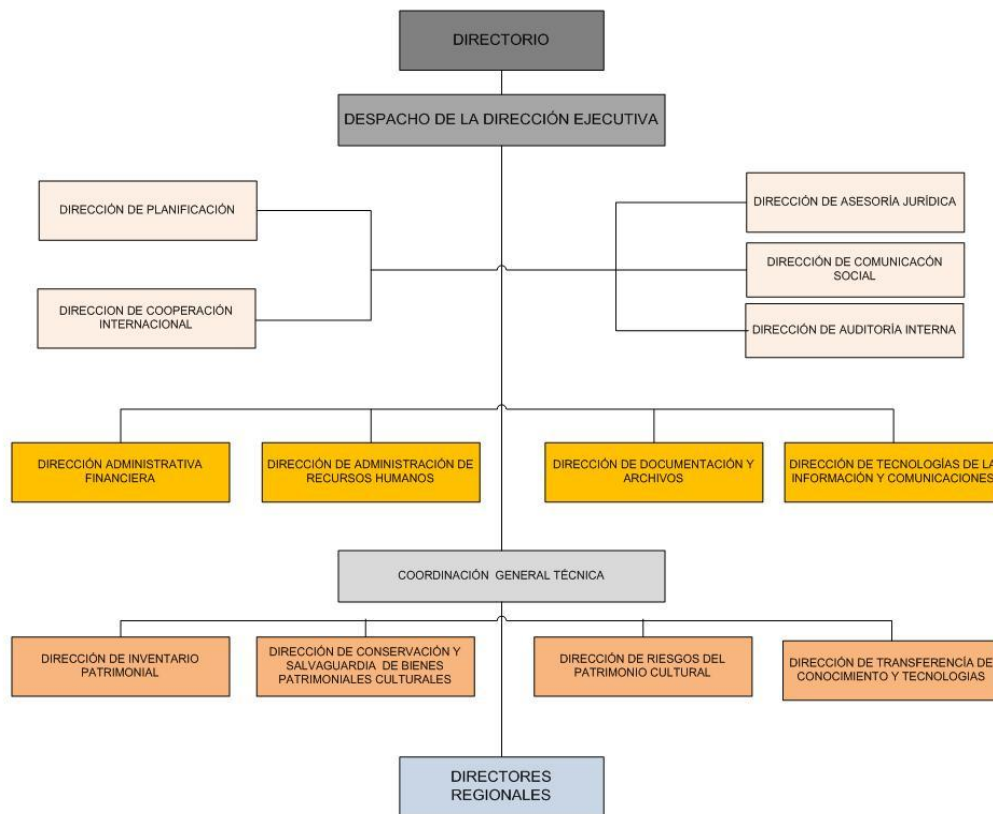 DIRECTORIO
DESPACHO DE LA DIRECCIÓN EJECUTIVA
DIRECCIÓN DE PLANIFICACIÓN
DIRECCION DE COOPERACIÓN
INTERNACIONAL
DIRECCIÓN DE ASESORÍA JURÍDICA
DIRECCIÓN DE COMUNICACÓN
SOCIAL
DIRECCIÓN DE AUDITORÍA INTERNA
DIRECCIÓN ADMINISTRATIVA
FINANCIERA
DIRECCIÓN DE ADMINISTRACIÓN DE
RECURSOS HUMANOS
DIRECCIÓN DE DOCUMENTACIÓN Y
ARCHIVOS
DIRECCIÓN DE TECNOLOGÍAS DE LA
INFORMACIÓN Y COMUNICACIONES
COORDINACIÓN GENERAL TÉCNICA
DIRECCIÓN DE INVENTARIO
PATRIMONIAL
DIRECCIÓN DE CONSERVACIÓN Y
SALVAGUARDIA DE BIENES
PATRIMONIALES CULTURALES
DIRECCIÓN DE RIESGOS DEL
PATRIMONIO CULTURAL
DIRECCIÓN DE TRANSFERENCÍA DE
CONOCIMIENTO Y TECNOLOGIAS
DIRECTORES
REGIONALES